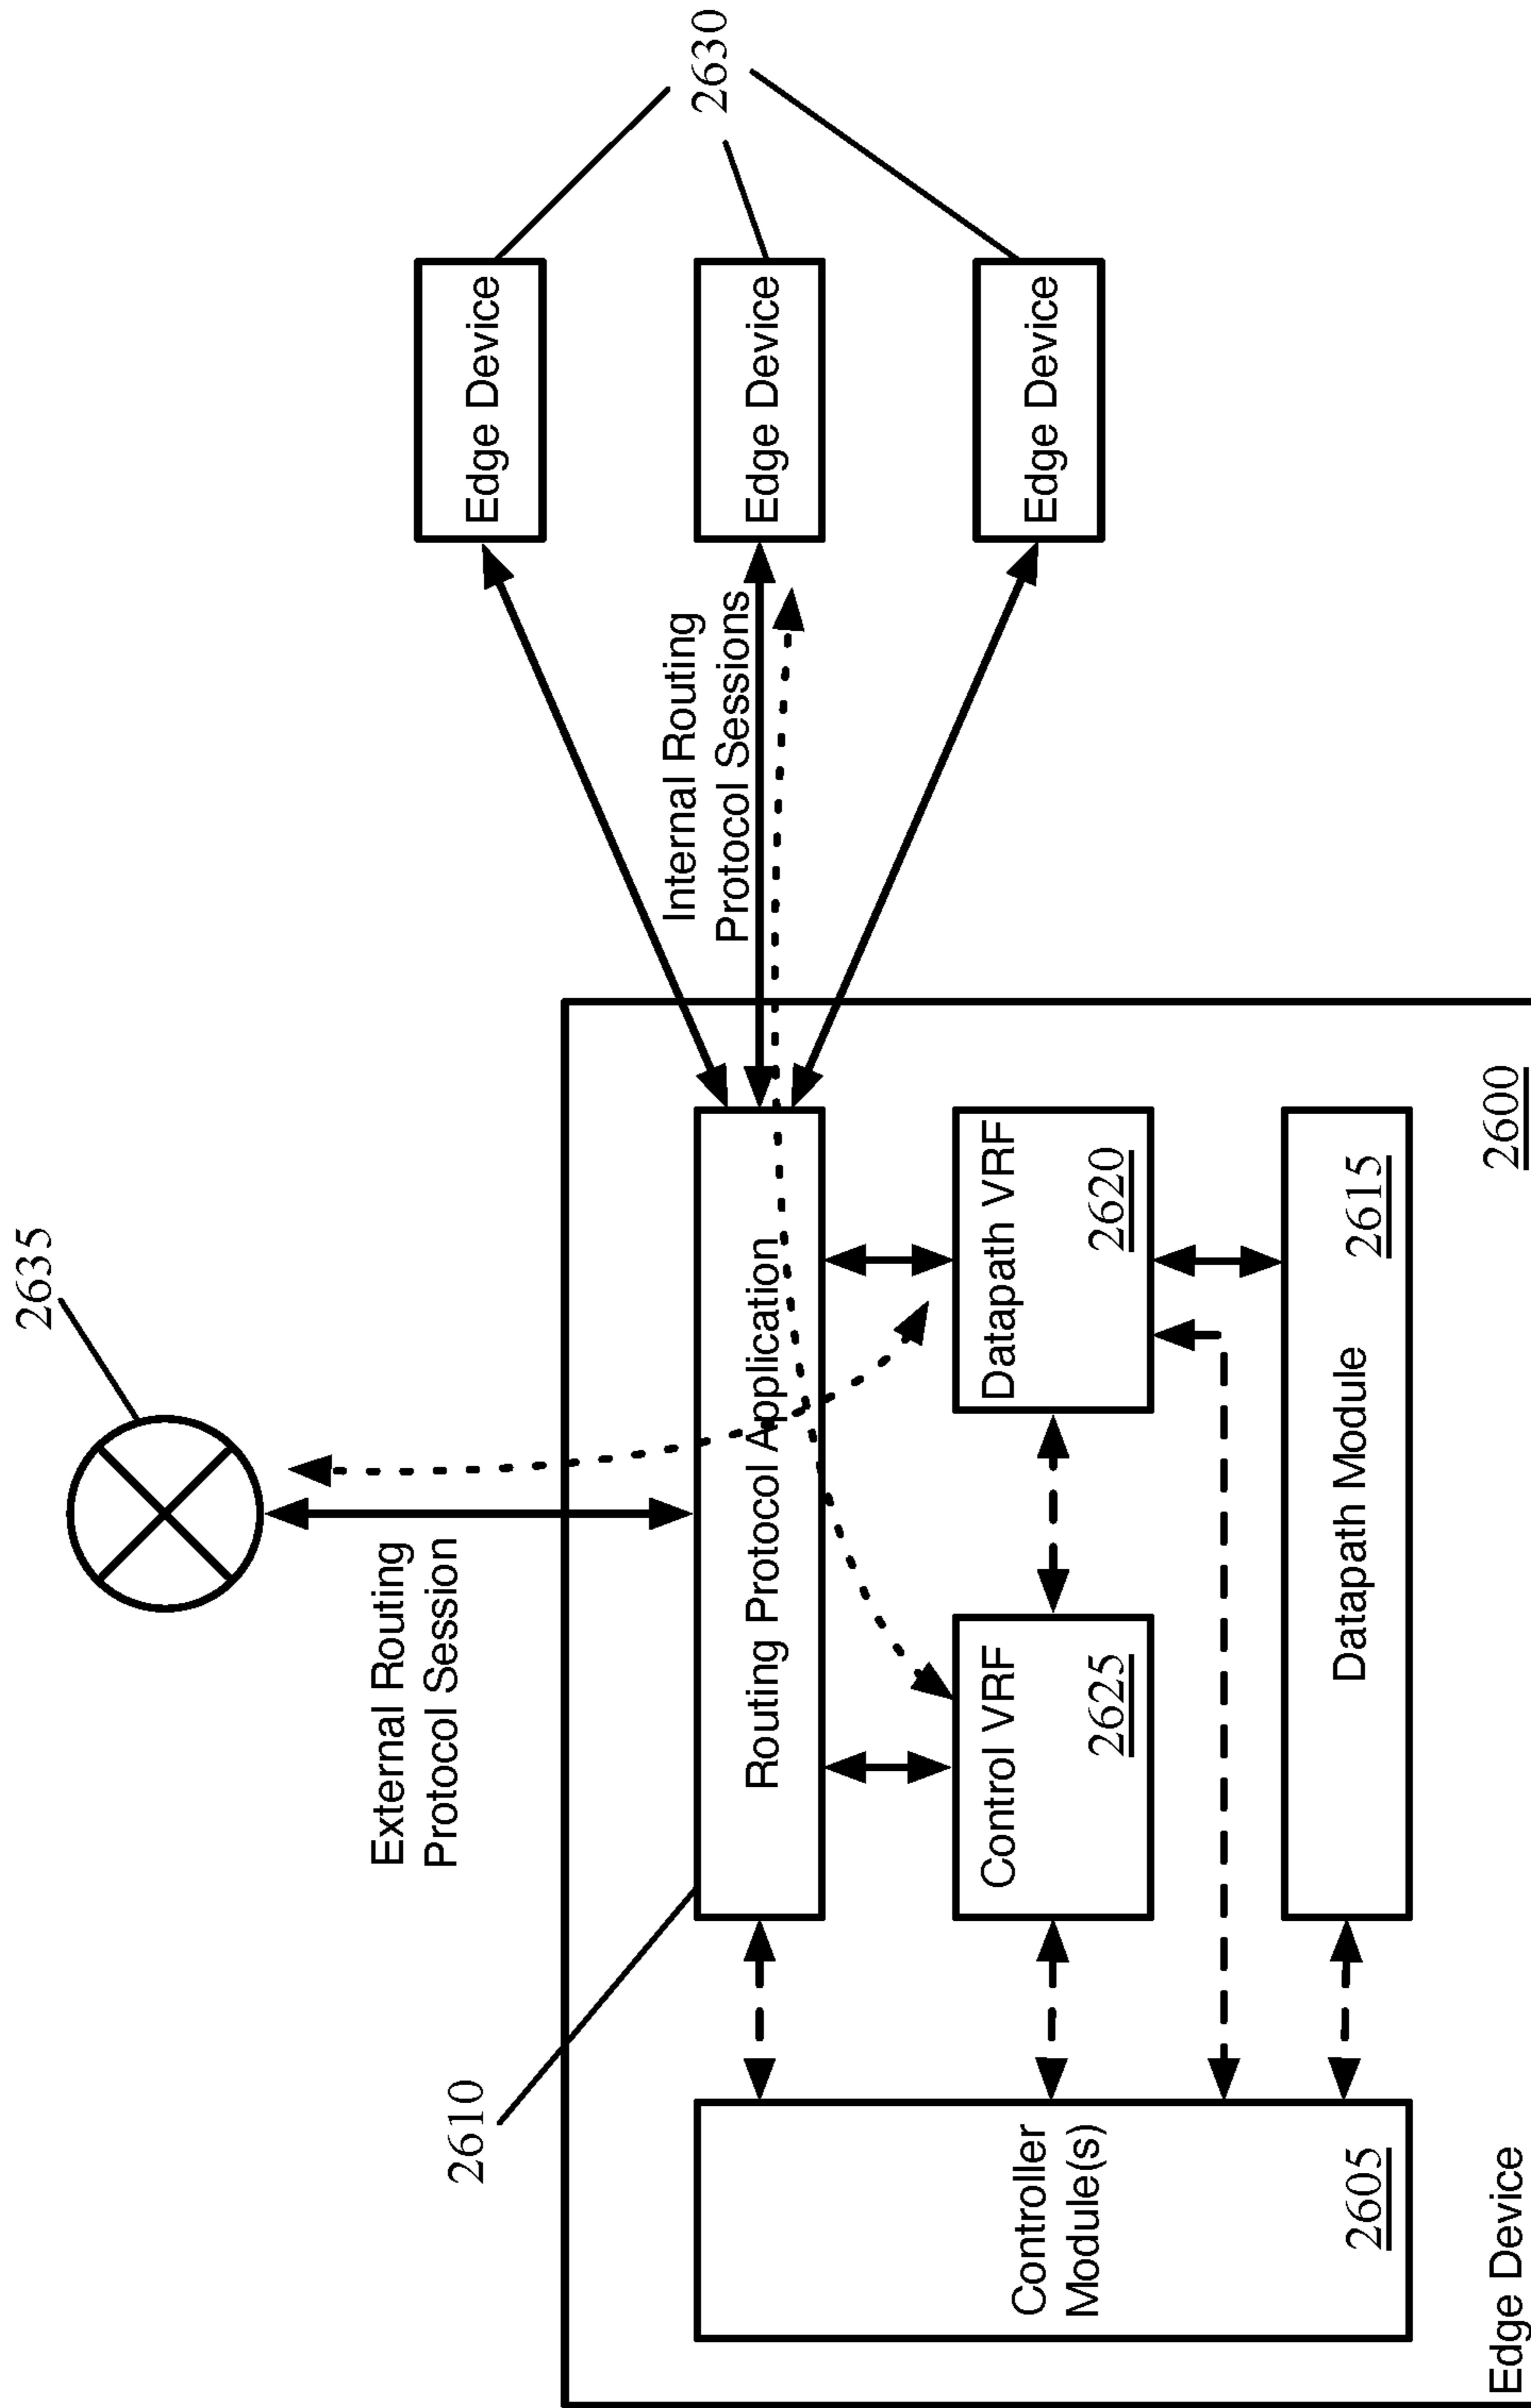 2635
External Routing
Protocol Session
2610
2630
Edge Device
Edge Device
Edge Device
Internal Routing
Protocol Sessions
Routing Protocol Application
Controller
Module(s)
2605
Control VRF
2625
Datapath VRF
2620
Datapath Module
2615
Edge Device
2600